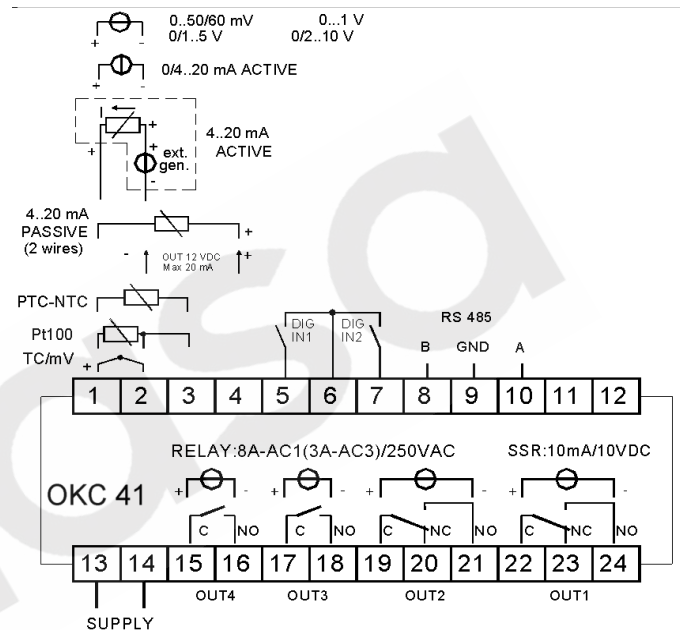 0..50/60 mV 0...1 V
+ - 0/1..5 V 0/2..10 V
0/4..20 mA ACTIVE
+ -
I +
4..20 mA
+ + ext. ACTIVE
gen.
-
4..20 mA
PASSIVE +
(2 wires) - OUT 12 VDC +
Max 20 mA
PTC-NTC
Pt100
TC/mV +
DIG IN1 DIG IN2
RS 485
B GND A
1 2 3 4 5 6 7 8 9 10 11 12
RELAY:8A-AC1(3A-AC3)/250VAC SSR:10mA/10VDC
+ - + - + - + -
OKC 41
C NO C NO C NC NO C NC NO
13 14 15 16 17 18 19 20 21 22 23 24
OUT4 OUT3 OUT2 OUT1
SUPPLY
asa